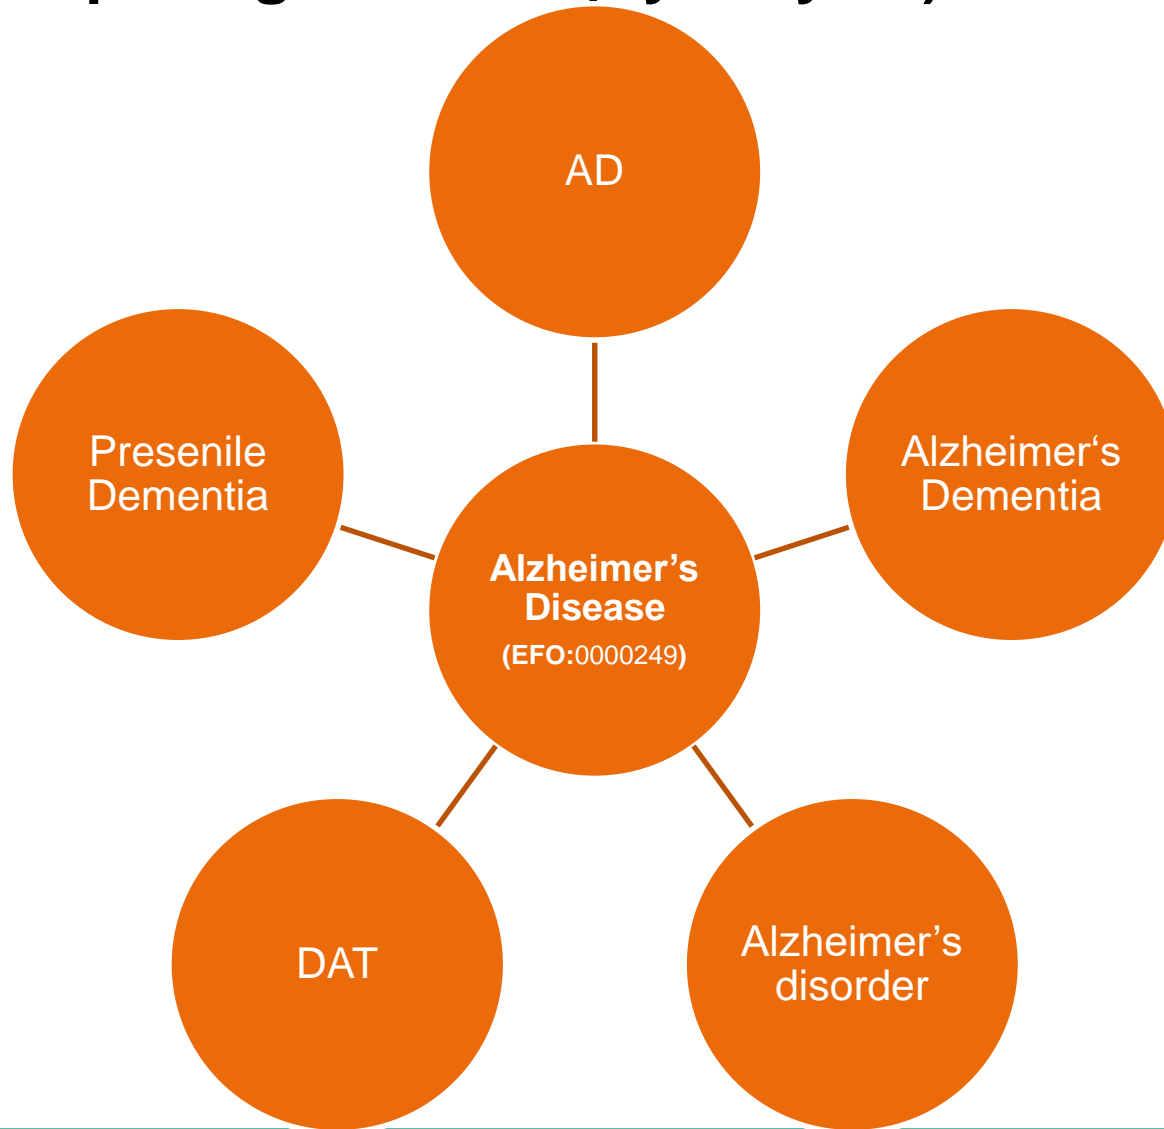 AD
Presenile
Dementia
Alzheimer‘s
Dementia
Alzheimer’s
Disease
(EFO:0000249)
DAT
Alzheimer’s
disorder